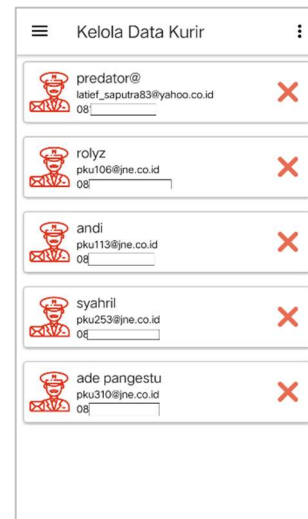 Kelola Data Kurir
predator@
latief_saputra83@yahoo.co.id
08
rolyz
pku106@jne.co.id
08
andi
pku113@jne.co.id
08
syahril
pku253@jne.co.id
08
ade pangestu
pku310@jne.co.id
08